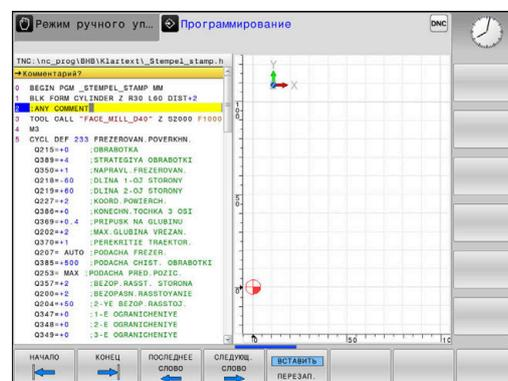 Режим ручного уп... Программирование DNC
TNC:\nc_prog\BHB\Klartext\_Stempel_stamp.h
→Комментарий?
0 BEGIN PGM _STEMPEL_STAMP MM
1 BLK FORM CYLINDER Z R30 L60 DIST+2
2 ;ANY COMMENT
3 TOOL CALL "FACE_MILL_D40" Z S2000 F1000
4 M3
5 CYCL DEF 233 FREZEROVAN.POVERKHN.
Q215=+0 ;OBRABOTKA
Q389=+4 ;STRATEGIYA OBRABOTKI
Q350=+1 ;NAPRAVL.FREZEROVAN.
Q218=-60 ;DLINA 1-OJ STORONY
Q219=+60 ;DLINA 2-OJ STORONY
Q227=+2 ;KOORD.POWIERCH.
Q386=+0 ;KONECHN.TOCHKA 3 OSI
Q369=+0.4 ;PRIPUSK NA GLUBINU
Q202=+2 ;MAX.GLUBINA VREZAN.
Q370=+1 ;PEREKRITIE TRAEKTOR.
Q207= AUTO ;PODACHA FREZER.
Q385=+500 ;PODACHA CHIST. OBRABOTKI
Q253= MAX ;PODACHA PRED.POZIC.
Q357=+2 ;BEZOP.RASST. STORONA
Q200=+2 ;BEZOPASN.RASSTOYANIE
Q204=+50 ;2-YE BEZOP.RASSTOJ.
Q347=+0 ;1-E OGRANICHENIYE
Q348=+0 ;2-E OGRANICHENIYE
Q349=+0 ;3-E OGRANICHENIYE
Y
X
100
50
0
0 50 10
НАЧАЛО
КОНЕЦ
ПОСЛЕДНЕЕ
СЛОВО
СЛЕДУЮЩ.
СЛОВО
ВСТАВИТЬ
ПЕРЕЗАП.